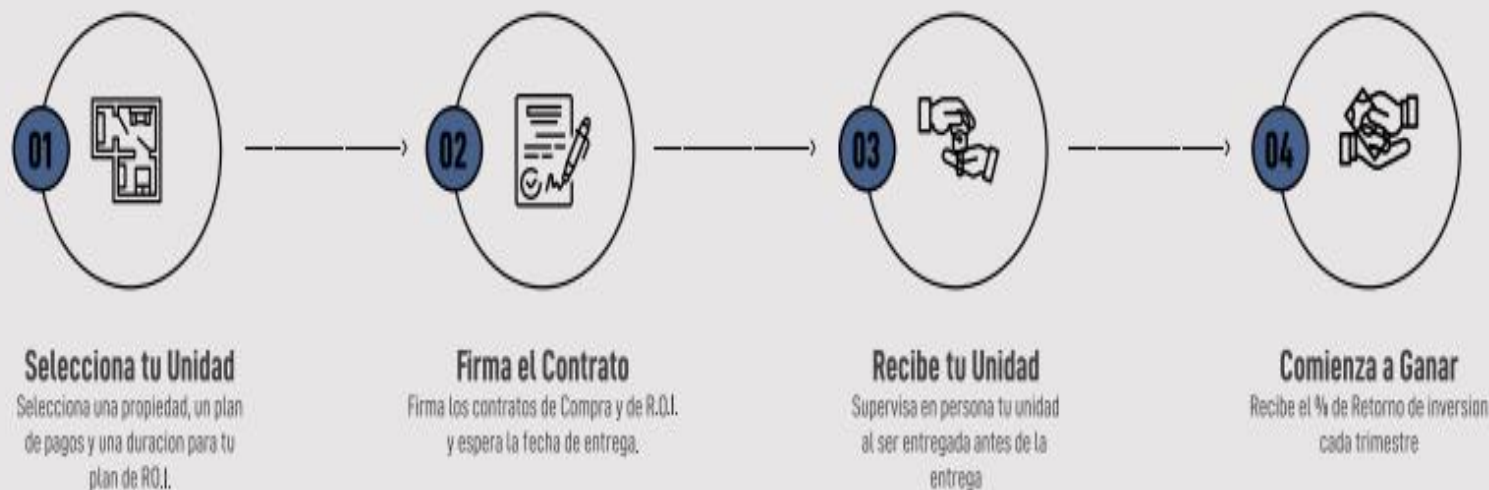 01
Selecciona tu Unidad
Selecciona una propiedad, un plan
de pagos y una duracion para tu
plan de RO.I.
02
Firma el Contrato
Firma los contratos de Compra y de R.O.I.
y espera la fecha de entrega.
03
Recibe tu Unidad
Supervisa en persona tu unidad
al ser entregada antes de la
entrega
04
Comienza a Ganar
Recibe el % de Retorno de inversion
cada trimestre